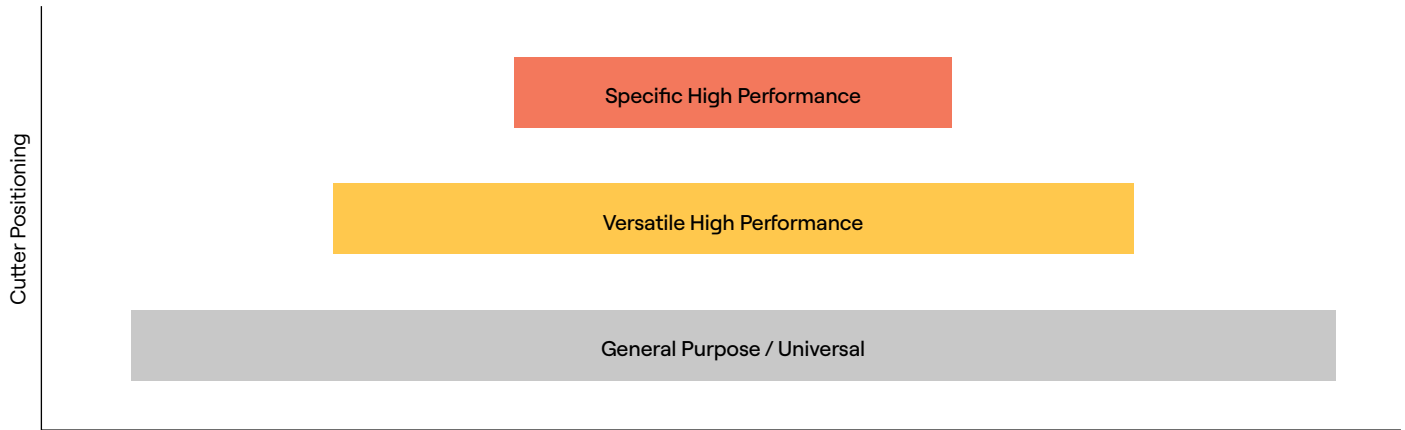 Cutter Positioning
Specific High Performance
Versatile High Performance
General Purpose / Universal